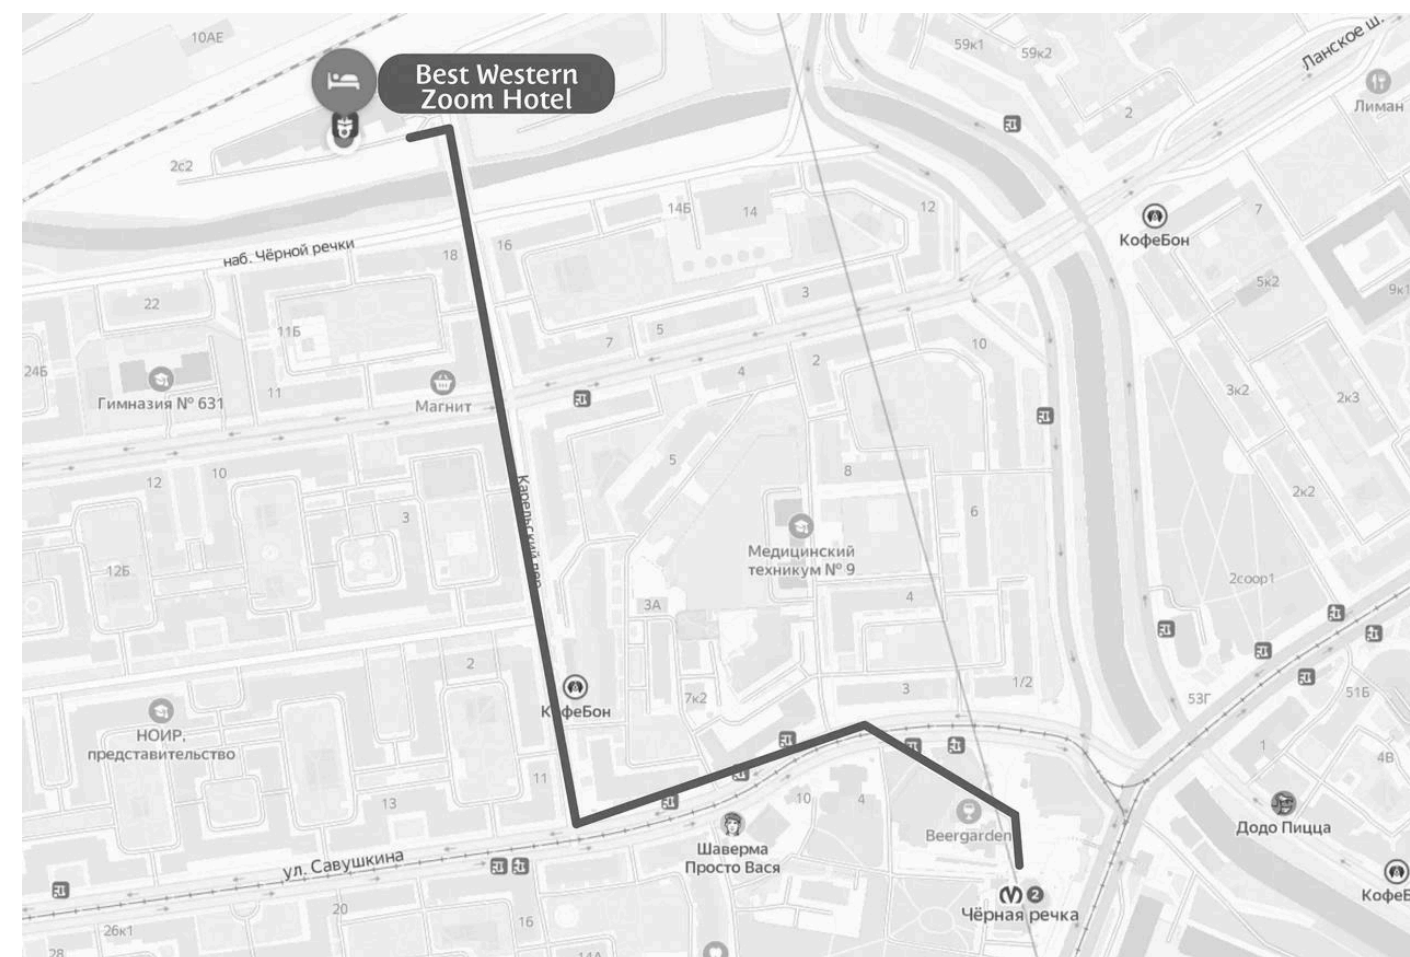 10АЕ
Best Western
Zoom Hotel
59к1
59к2
Ланское ш.
Лиман
2
2с2
14Б
14
12
7
КофеБон
наб. Чёрной речки
18
16
5к2
9к1
22
3
11Б
7
5
10
24Б
4
2
11
3к2
2к3
Гимназия № 631
Магнит
12
10
5
8
2к2
3
6
Карельский пер.
Медицинский
техникум № 9
12Б
2соор1
3А
4
2
7к2
3
1/2
53Г
51Б
КофеБон
НОИР,
представительство
1
4В
11
13
10
4
Beergarden
Додо Пицца
Шаверма
Просто Вася
ул. Савушкина
2
Чёрная речка
КофеБ
20
16
26к1
28
14А